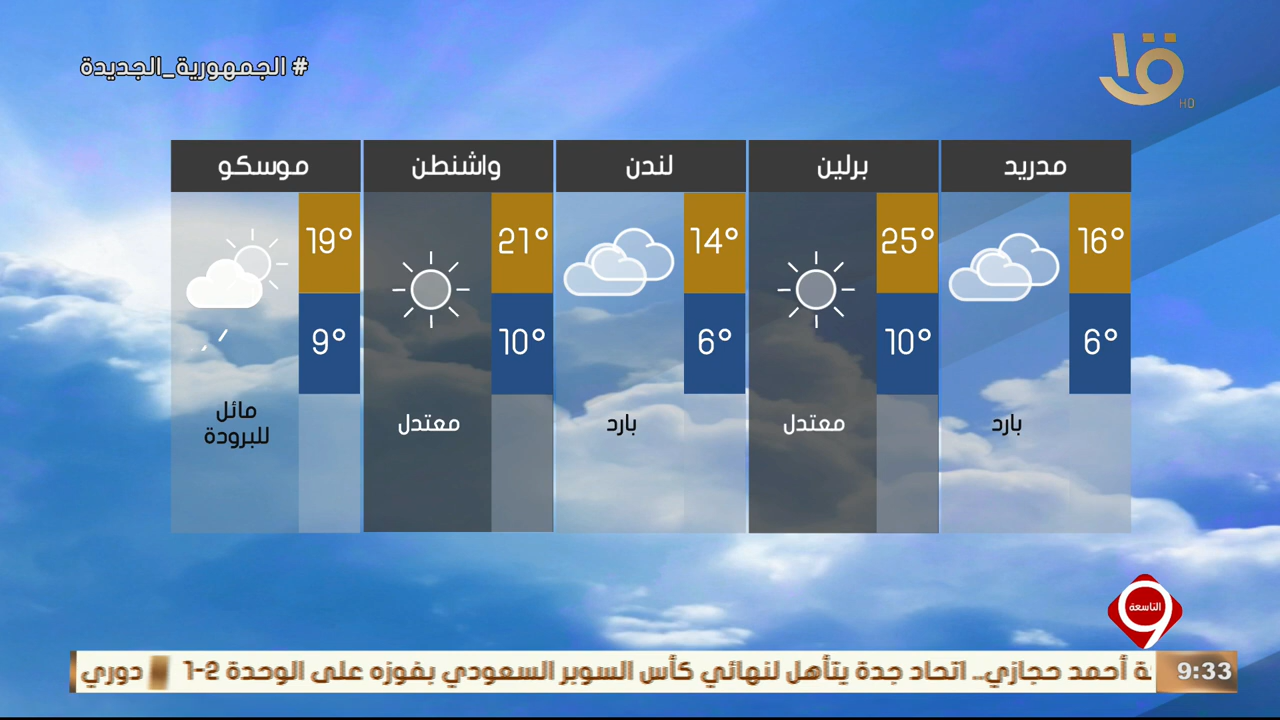 #الجمهورية_الجديدة
HD
مدريد
16°
6°
بارد
برلين
25°
10°
معتدل
لندن
14°
6°
بارد
واشنطن
21°
10°
معتدل
موسكو
19°
9°
مائل
للبرودة
التاسعة
9
9:33
أحمد حجازي.. اتحاد جدة يتأهل لنهائي كأس السوبر السعودي بفوزه على الوحدة 2-1 دوري